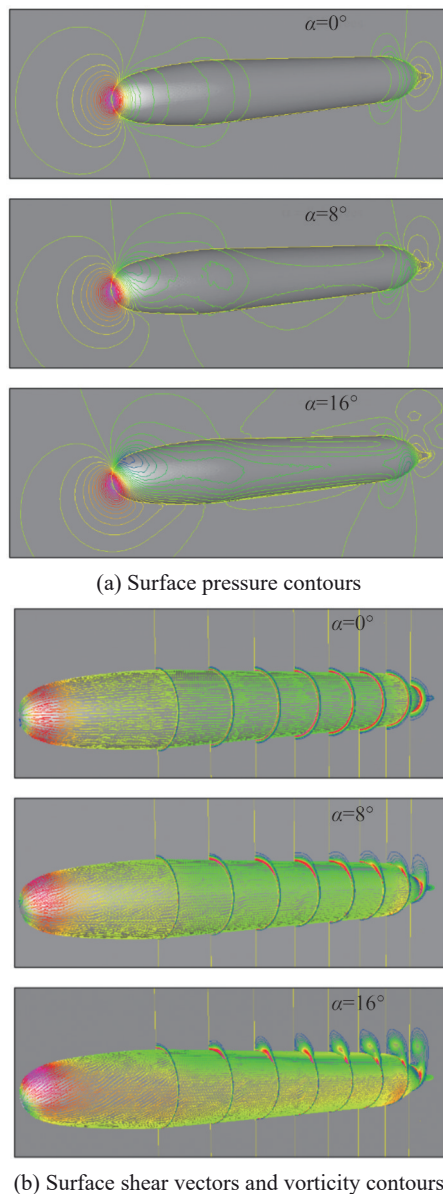 α=0°
α=8°
α=16°
(a) Surface pressure contours
α=0°
α=8°
α=16°
(b) Surface shear vectors and vorticity contours